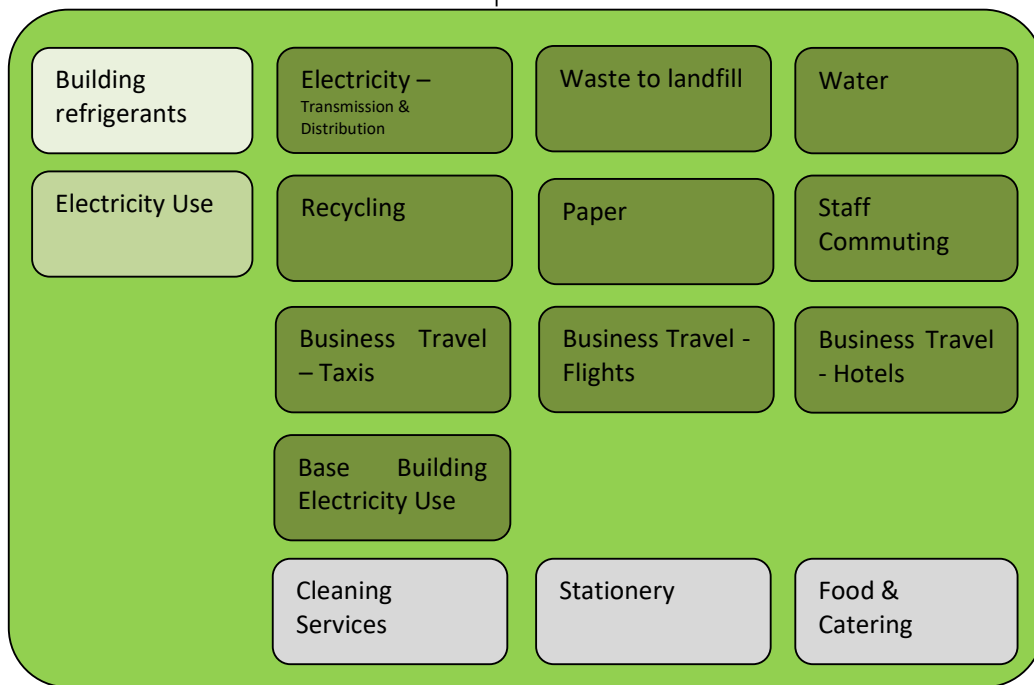 Building
refrigerants
Electricity –
Transmission &
Distribution
Waste to landfill
Water
Electricity Use
Recycling
Paper
Staff
Commuting
Business Travel
– Taxis
Business Travel -
Flights
Business Travel
- Hotels
Base Building
Electricity Use
Cleaning
Services
Stationery
Food &
Catering